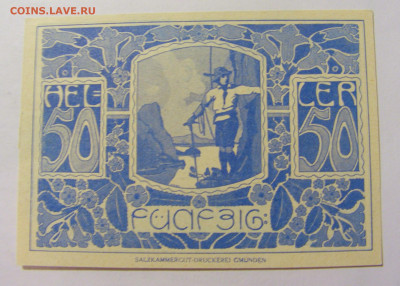 COINS.LAVE.RU
HEL- LER
50 50
FÜNFZIG:
SALZKAMMERGUT-DRUCKEREI GMUNDEN